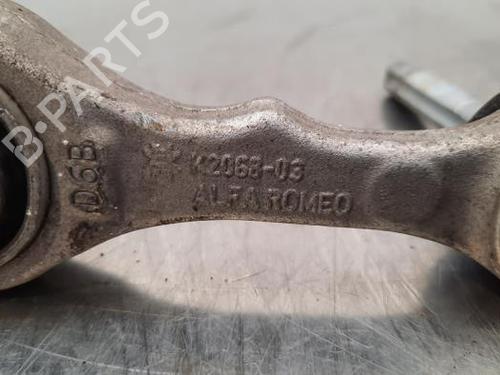 B-PARTS
K2068-03
ALFA ROMEO
D6B